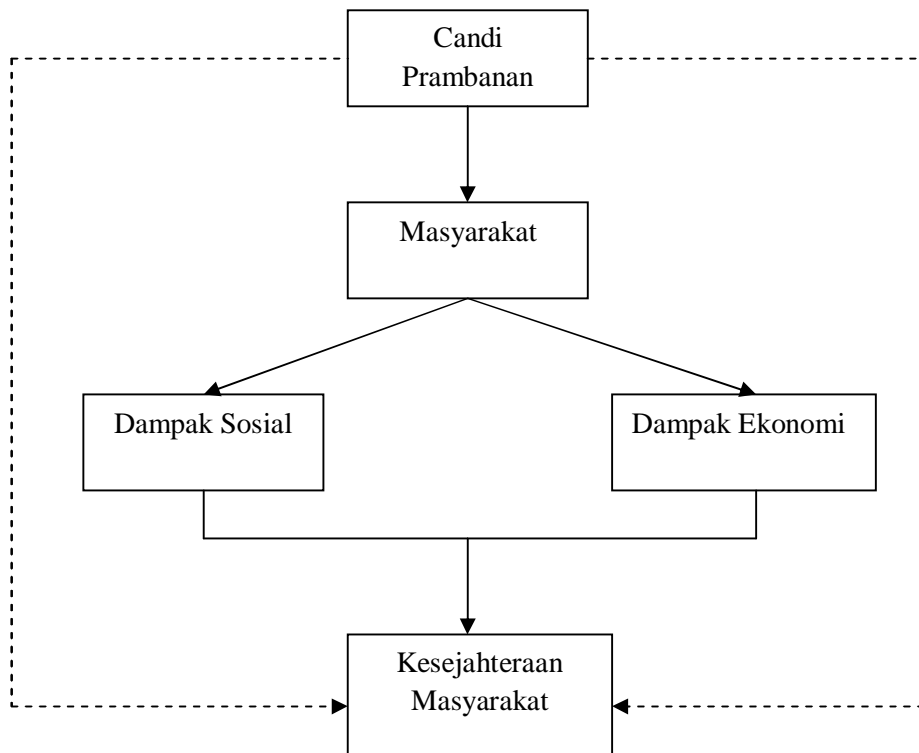 Candi
Prambanan
Masyarakat
Dampak Sosial
Dampak Ekonomi
Kesejahteraan
Masyarakat